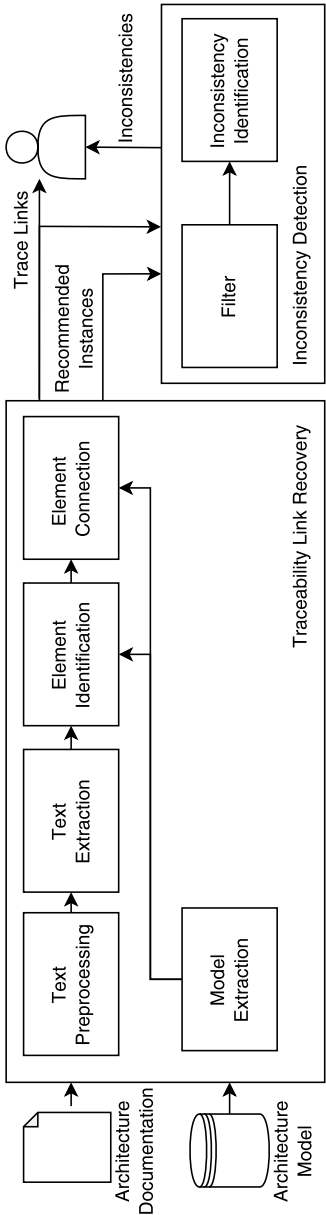 Architecture
Documentation
Architecture
Model
Text
Preprocessing
Text
Extraction
Element
Identification
Element
Connection
Model
Extraction
Traceability Link Recovery
Trace Links
Recommended
Instances
Inconsistencies
Filter
Inconsistency
Identification
Inconsistency Detection